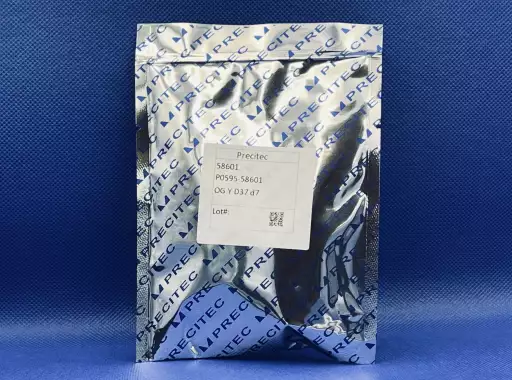 PRECITEC
Precitec
58601
P0595-58601
OG Y D37 d7
Lot#: